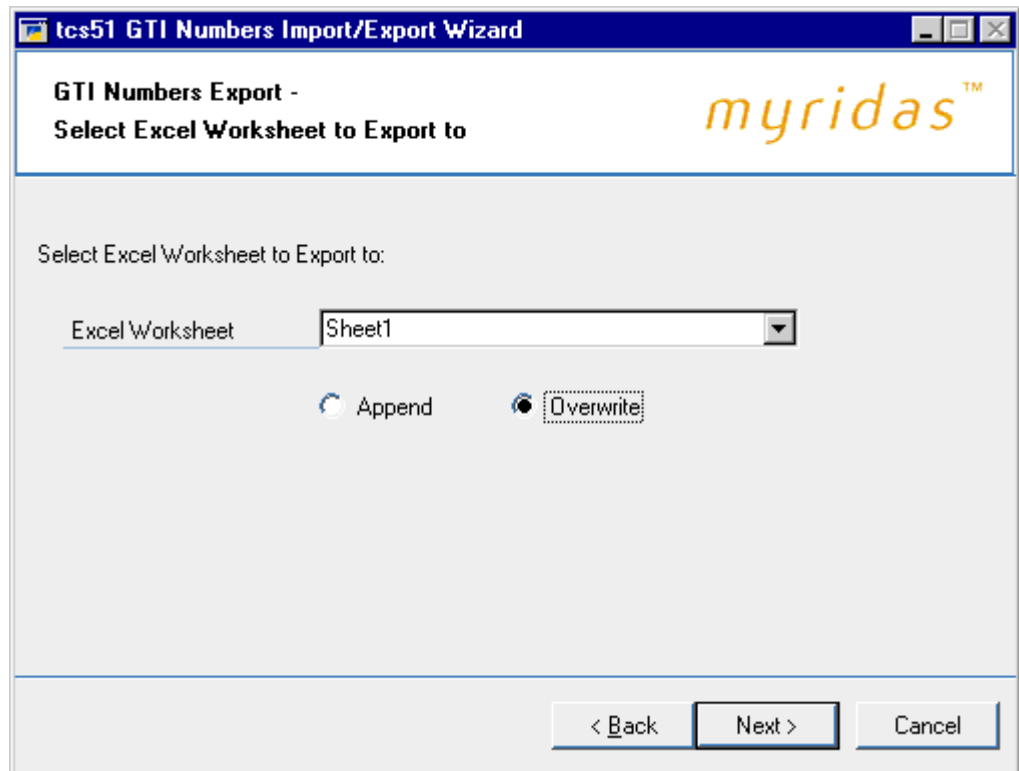 tcs51 GTI Numbers Import/Export Wizard
GTI Numbers Export -
Select Excel Worksheet to Export to
myridas™
Select Excel Worksheet to Export to:
Excel Worksheet Sheet1
Append Overwrite
< Back Next > Cancel